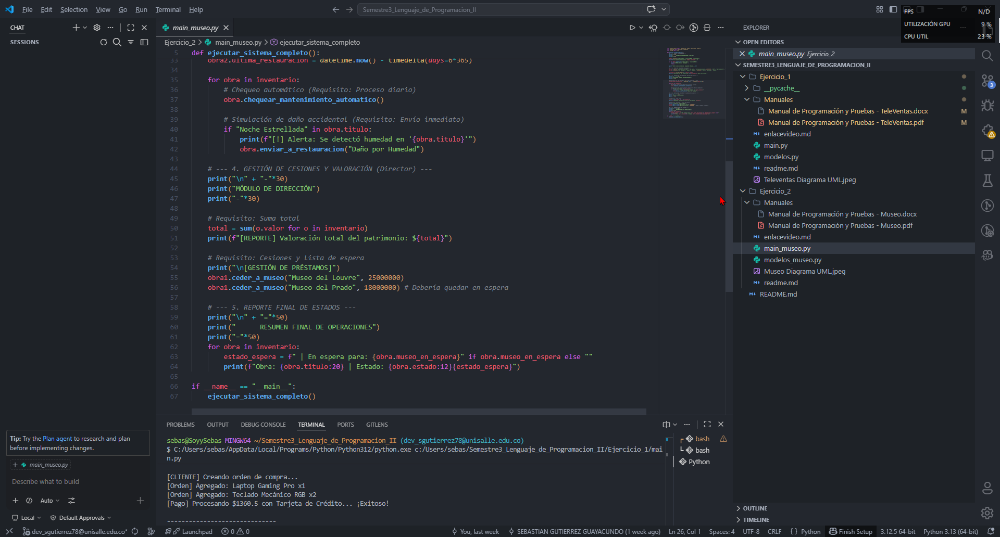 File Edit Selection View Go Run Terminal Help
Semestre3_Lenguaje_de_Programacion_II
FPS N/D
UTILIZACIÓN GPU 9 %
CPU UTIL 23 %
CHAT
SESSIONS
main_museo.py
Ejercicio_2 > main_museo.py > ejecutar_sistema_completo
5 def ejecutar_sistema_completo():
33 obra2.ultima_restauracion = datetime.now() - timedelta(days=6*365)
34
35 for obra in inventario:
36 # Chequeo automático (Requisito: Proceso diario)
37 obra.chequear_mantenimiento_automatico()
38
39 # Simulación de daño accidental (Requisito: Envío inmediato)
40 if "Noche Estrellada" in obra.titulo:
41 print(f"[!] Alerta: Se detectó humedad en '{obra.titulo}'")
42 obra.enviar_a_restauracion("Daño por Humedad")
43
44 # --- 4. GESTIÓN DE CESIONES Y VALORACIÓN (Director) ---
45 print("\n" + "-"*30)
46 print("MÓDULO DE DIRECCIÓN")
47 print("-"*30)
48
49 # Requisito: Suma total
50 total = sum(o.valor for o in inventario)
51 print(f"[REPORTE] Valoración total del patrimonio: ${total}")
52
53 # Requisito: Cesiones y lista de espera
54 print("\n[GESTIÓN DE PRÉSTAMOS]")
55 obra1.ceder_a_museo("Museo del Louvre", 25000000)
56 obra1.ceder_a_museo("Museo del Prado", 18000000) # Debería quedar en espera
57
58 # --- 5. REPORTE FINAL DE ESTADOS ---
59 print("\n" + "="*50)
60 print("      RESUMEN FINAL DE OPERACIONES")
61 print("="*50)
62 for obra in inventario:
63 estado_espera = f" | En espera para: {obra.museo_en_espera}" if obra.museo_en_espera else ""
64 print(f"Obra: {obra.titulo:20} | Estado: {obra.estado:12}{estado_espera}")
65
66 if __name__ == "__main__":
67 ejecutar_sistema_completo()
Tip: Try the Plan agent to research and plan
before implementing changes.
main_museo.py
Describe what to build
Auto
Local Default Approvals
PROBLEMS OUTPUT DEBUG CONSOLE TERMINAL PORTS GITLENS
sebas@SoyySebas MINGW64 ~/Semestre3_Lenguaje_de_Programacion_II (dev_sgutierrez78@unisalle.edu.co)
$ C:/Users/sebas/AppData/Local/Programs/Python/Python312/python.exe c:/Users/sebas/Semestre3_Lenguaje_de_Programacion_II/Ejercicio_1/mai
n.py
[CLIENTE] Creando orden de compra...
[Orden] Agregado: Laptop Gaming Pro x1
[Orden] Agregado: Teclado Mecánico RGB x2
[Pago] Procesando $1360.5 con Tarjeta de Crédito... ¡Exitoso!
------------------------------
bash
bash
Python
EXPLORER
OPEN EDITORS
main_museo.py Ejercicio_2
SEMESTRE3_LENGUAJE_DE_PROGRAMACION_II
Ejercicio_1
__pycache__
Manuales
Manual de Programación y Pruebas - TeleVentas.docx M
Manual de Programación y Pruebas - TeleVentas.pdf M
enlacevideo.md
main.py
modelos.py
readme.md
Televentas Diagrama UML.jpeg
Ejercicio_2
Manuales
Manual de Programación y Pruebas - Museo.docx
Manual de Programación y Pruebas - Museo.pdf
enlacevideo.md
main_museo.py
modelos_museo.py
Museo Diagrama UML.jpeg
readme.md
README.md
OUTLINE
TIMELINE
3
dev_sgutierrez78@unisalle.edu.co* Launchpad 0 0 You, last week SEBASTIAN GUTIERREZ GUAYACUNDO (1 week ago) Ln 26, Col 1 Spaces: 4 UTF-8 CRLF { } Python Finish Setup 3.12.5 64-bit Python 3.13 (64-bit)